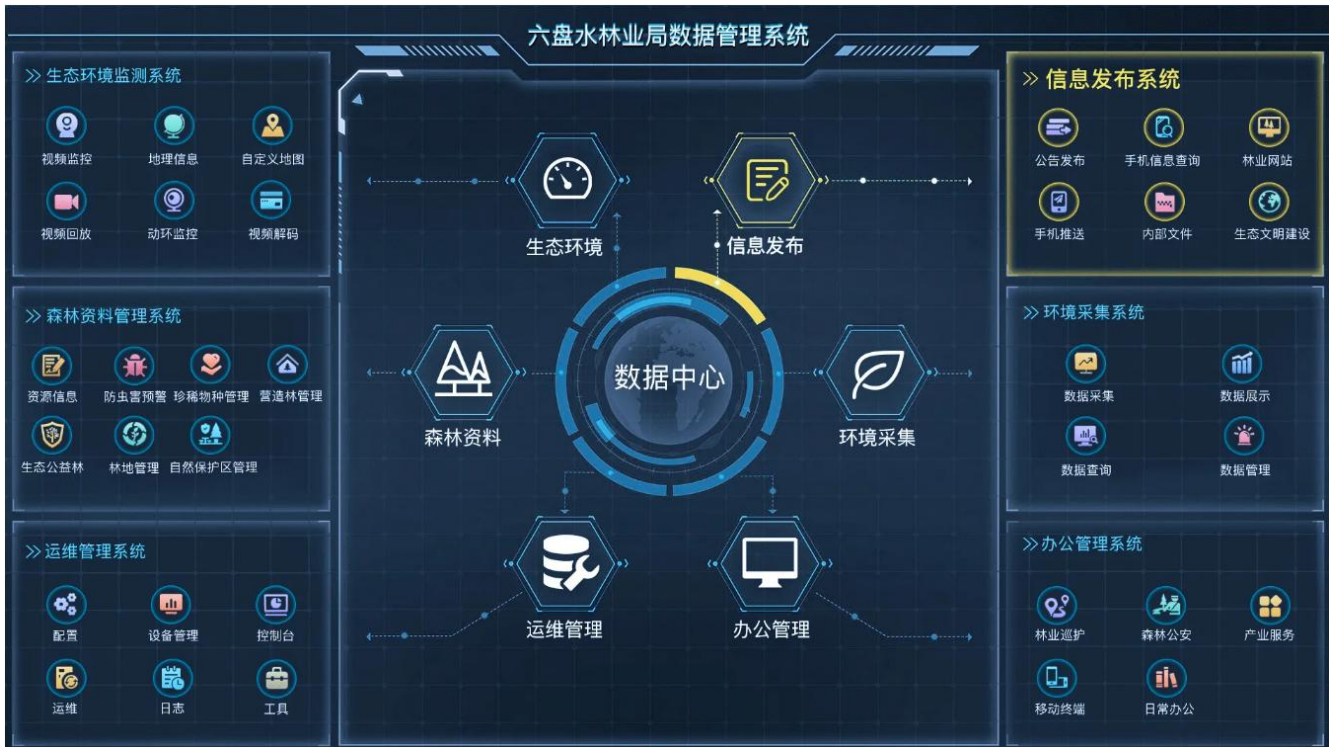 六盘水林业局数据管理系统
生态环境监测系统
视频监控 地理信息 自定义地图
视频回放 动环监控 视频解码
森林资料管理系统
资源信息 防虫害预警 珍稀物种管理 营造林管理
生态公益林 林地管理 自然保护区管理
运维管理系统
配置 设备管理 控制台
运维 日志 工具
生态环境 信息发布
森林资料 数据中心 环境采集
运维管理 办公管理
信息发布系统
公告发布 手机信息查询 林业网站
手机推送 内部文件 生态文明建设
环境采集系统
数据采集 数据展示
数据查询 数据管理
办公管理系统
林业巡护 森林公安 产业服务
移动终端 日常办公